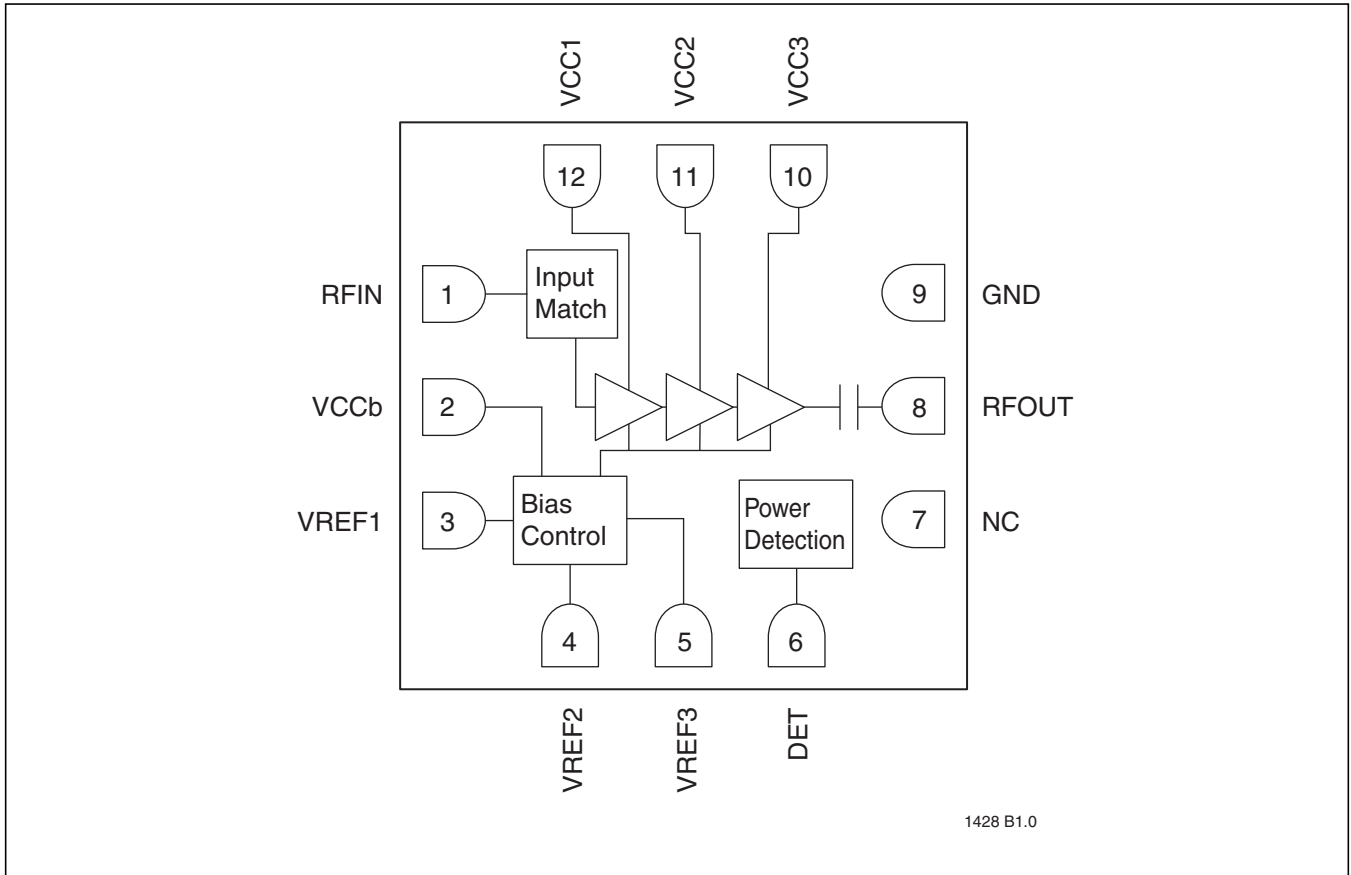 VCC1
VCC2
VCC3
12
11
10
RFIN
1
Input
Match
9
GND
VCCb
2
8
RFOUT
VREF1
3
Bias
Control
Power
Detection
7
NC
4
5
6
VREF2
VREF3
DET
1428 B1.0